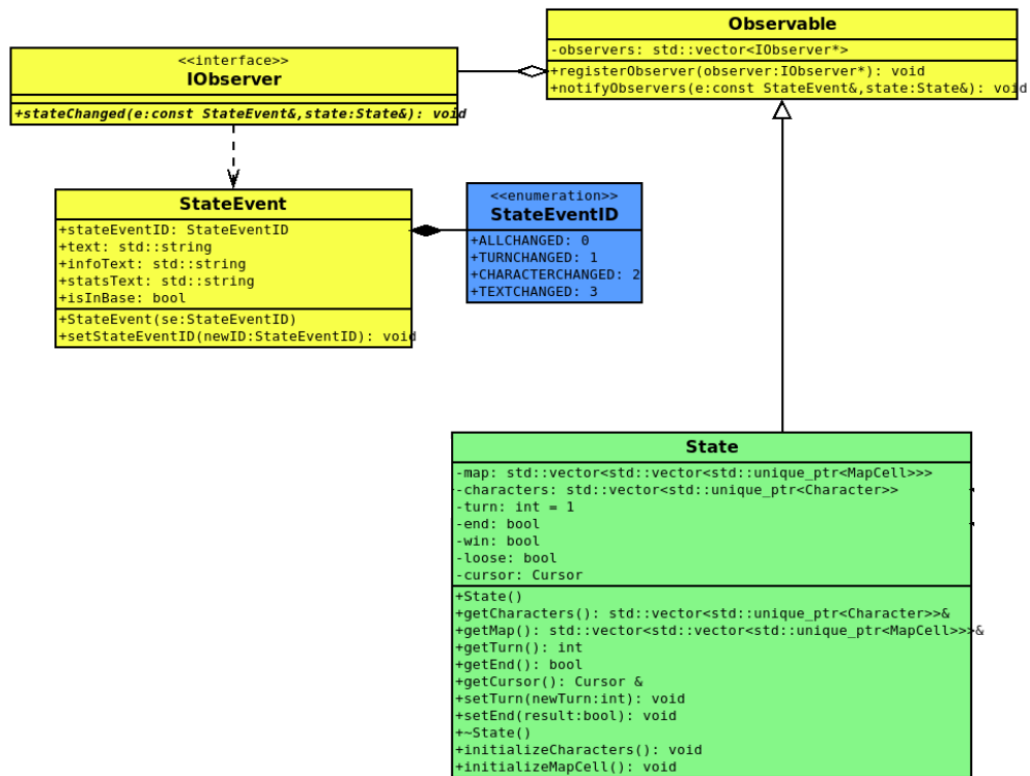 <<interface>>
IObserver
+stateChanged(e:const StateEvent&,state:State&): void
Observable
-observers: std::vector<IObserver*>
+registerObserver(observer:IObserver*): void
+notifyObservers(e:const StateEvent&,state:State&): void
StateEvent
+stateEventID: StateEventID
+text: std::string
+infoText: std::string
+statsText: std::string
+isInBase: bool
+StateEvent(se:StateEventID)
+setStateEventID(newID:StateEventID): void
<<enumeration>>
StateEventID
+ALLCHANGED: 0
+TURNCHANGED: 1
+CHARACTERCHANGED: 2
+TEXTCHANGED: 3
State
-map: std::vector<std::vector<std::unique_ptr<MapCell>>>
-characters: std::vector<std::unique_ptr<Character>>
-turn: int = 1
-end: bool
-win: bool
-loose: bool
-cursor: Cursor
+State()
+getCharacters(): std::vector<std::unique_ptr<Character>>&
+getMap(): std::vector<std::vector<std::unique_ptr<MapCell>>>&
+getTurn(): int
+getEnd(): bool
+getCursor(): Cursor &
+setTurn(newTurn:int): void
+setEnd(result:bool): void
+~State()
+initializeCharacters(): void
+initializeMapCell(): void